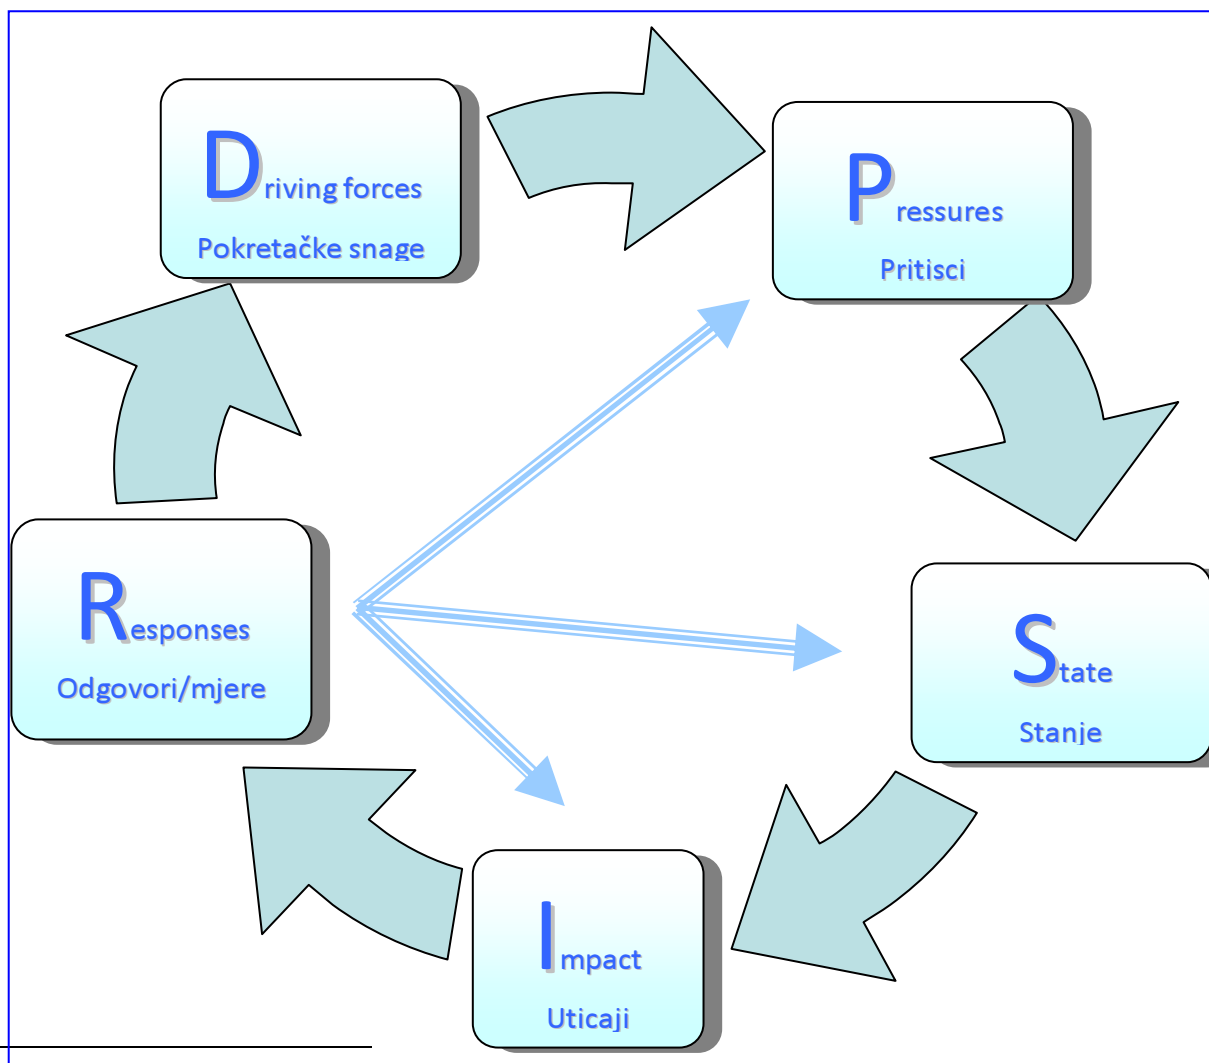 Driving forces
Pokretačke snage
Pressures
Pritisci
Responses
Odgovori/mjere
State
Stanje
Impact
Uticaji